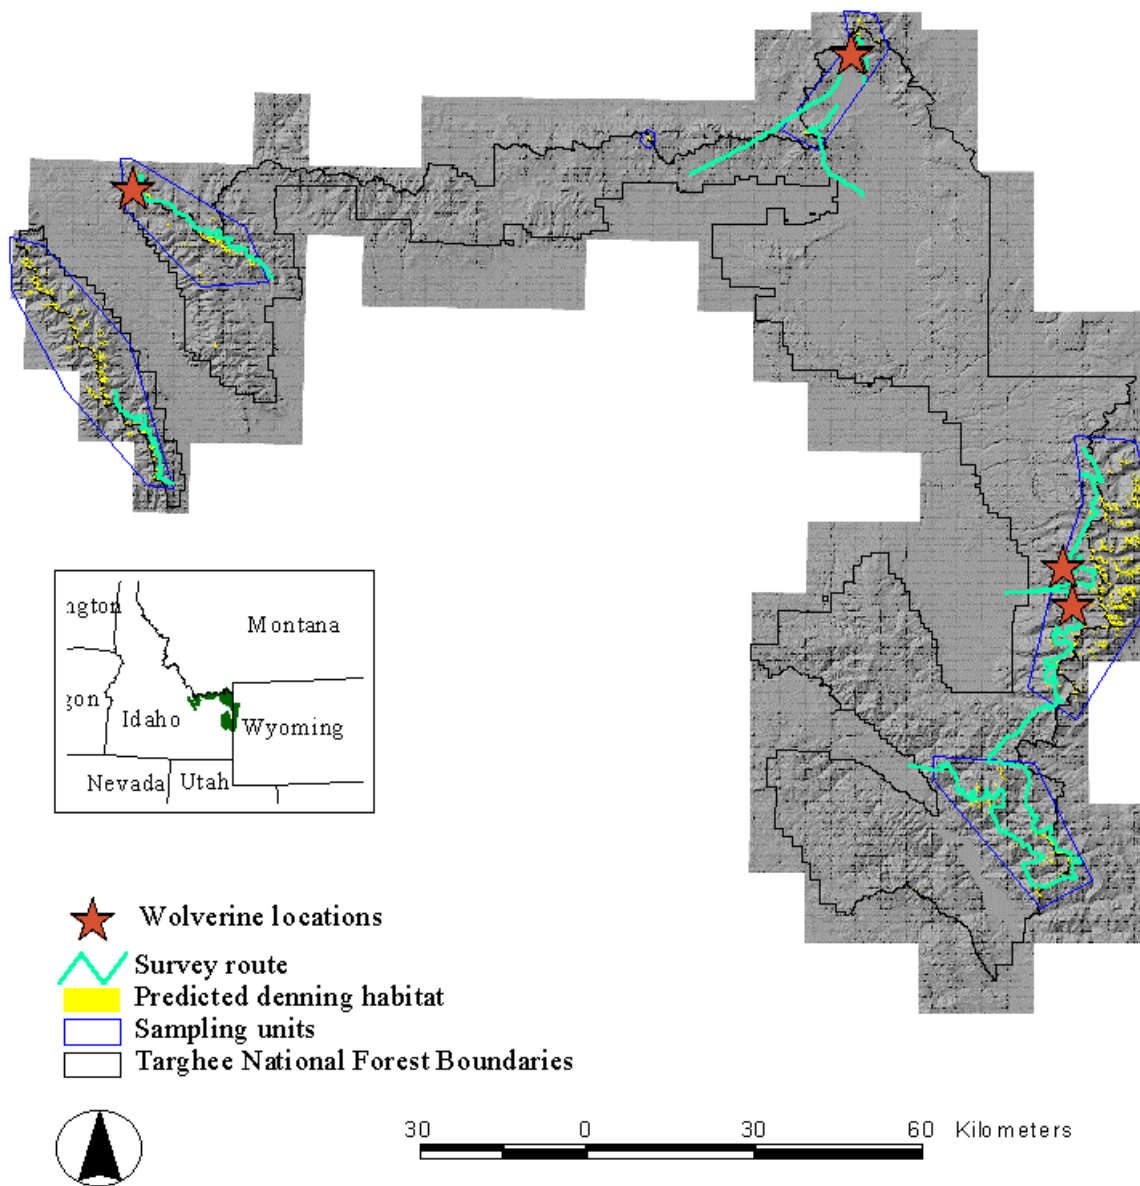 ington
Montana
gon
Idaho
Wyoming
Nevada
Utah
Wolverine locations
Survey route
Predicted denning habitat
Sampling units
Targhee National Forest Boundaries
30 0 30 60 Kilometers